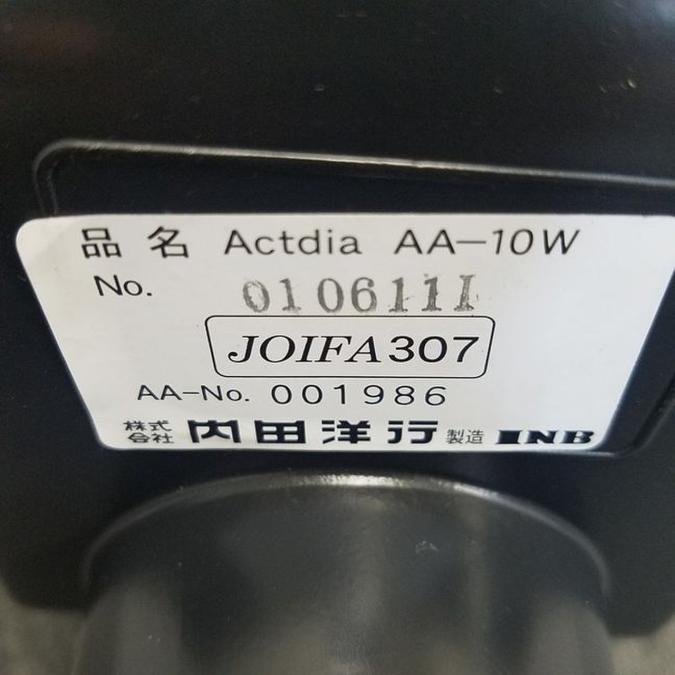 品名 Actdia AA-10W
No. 0106111
JOIFA307
AA-No. 001986
株式会社 内田洋行 製造 INB